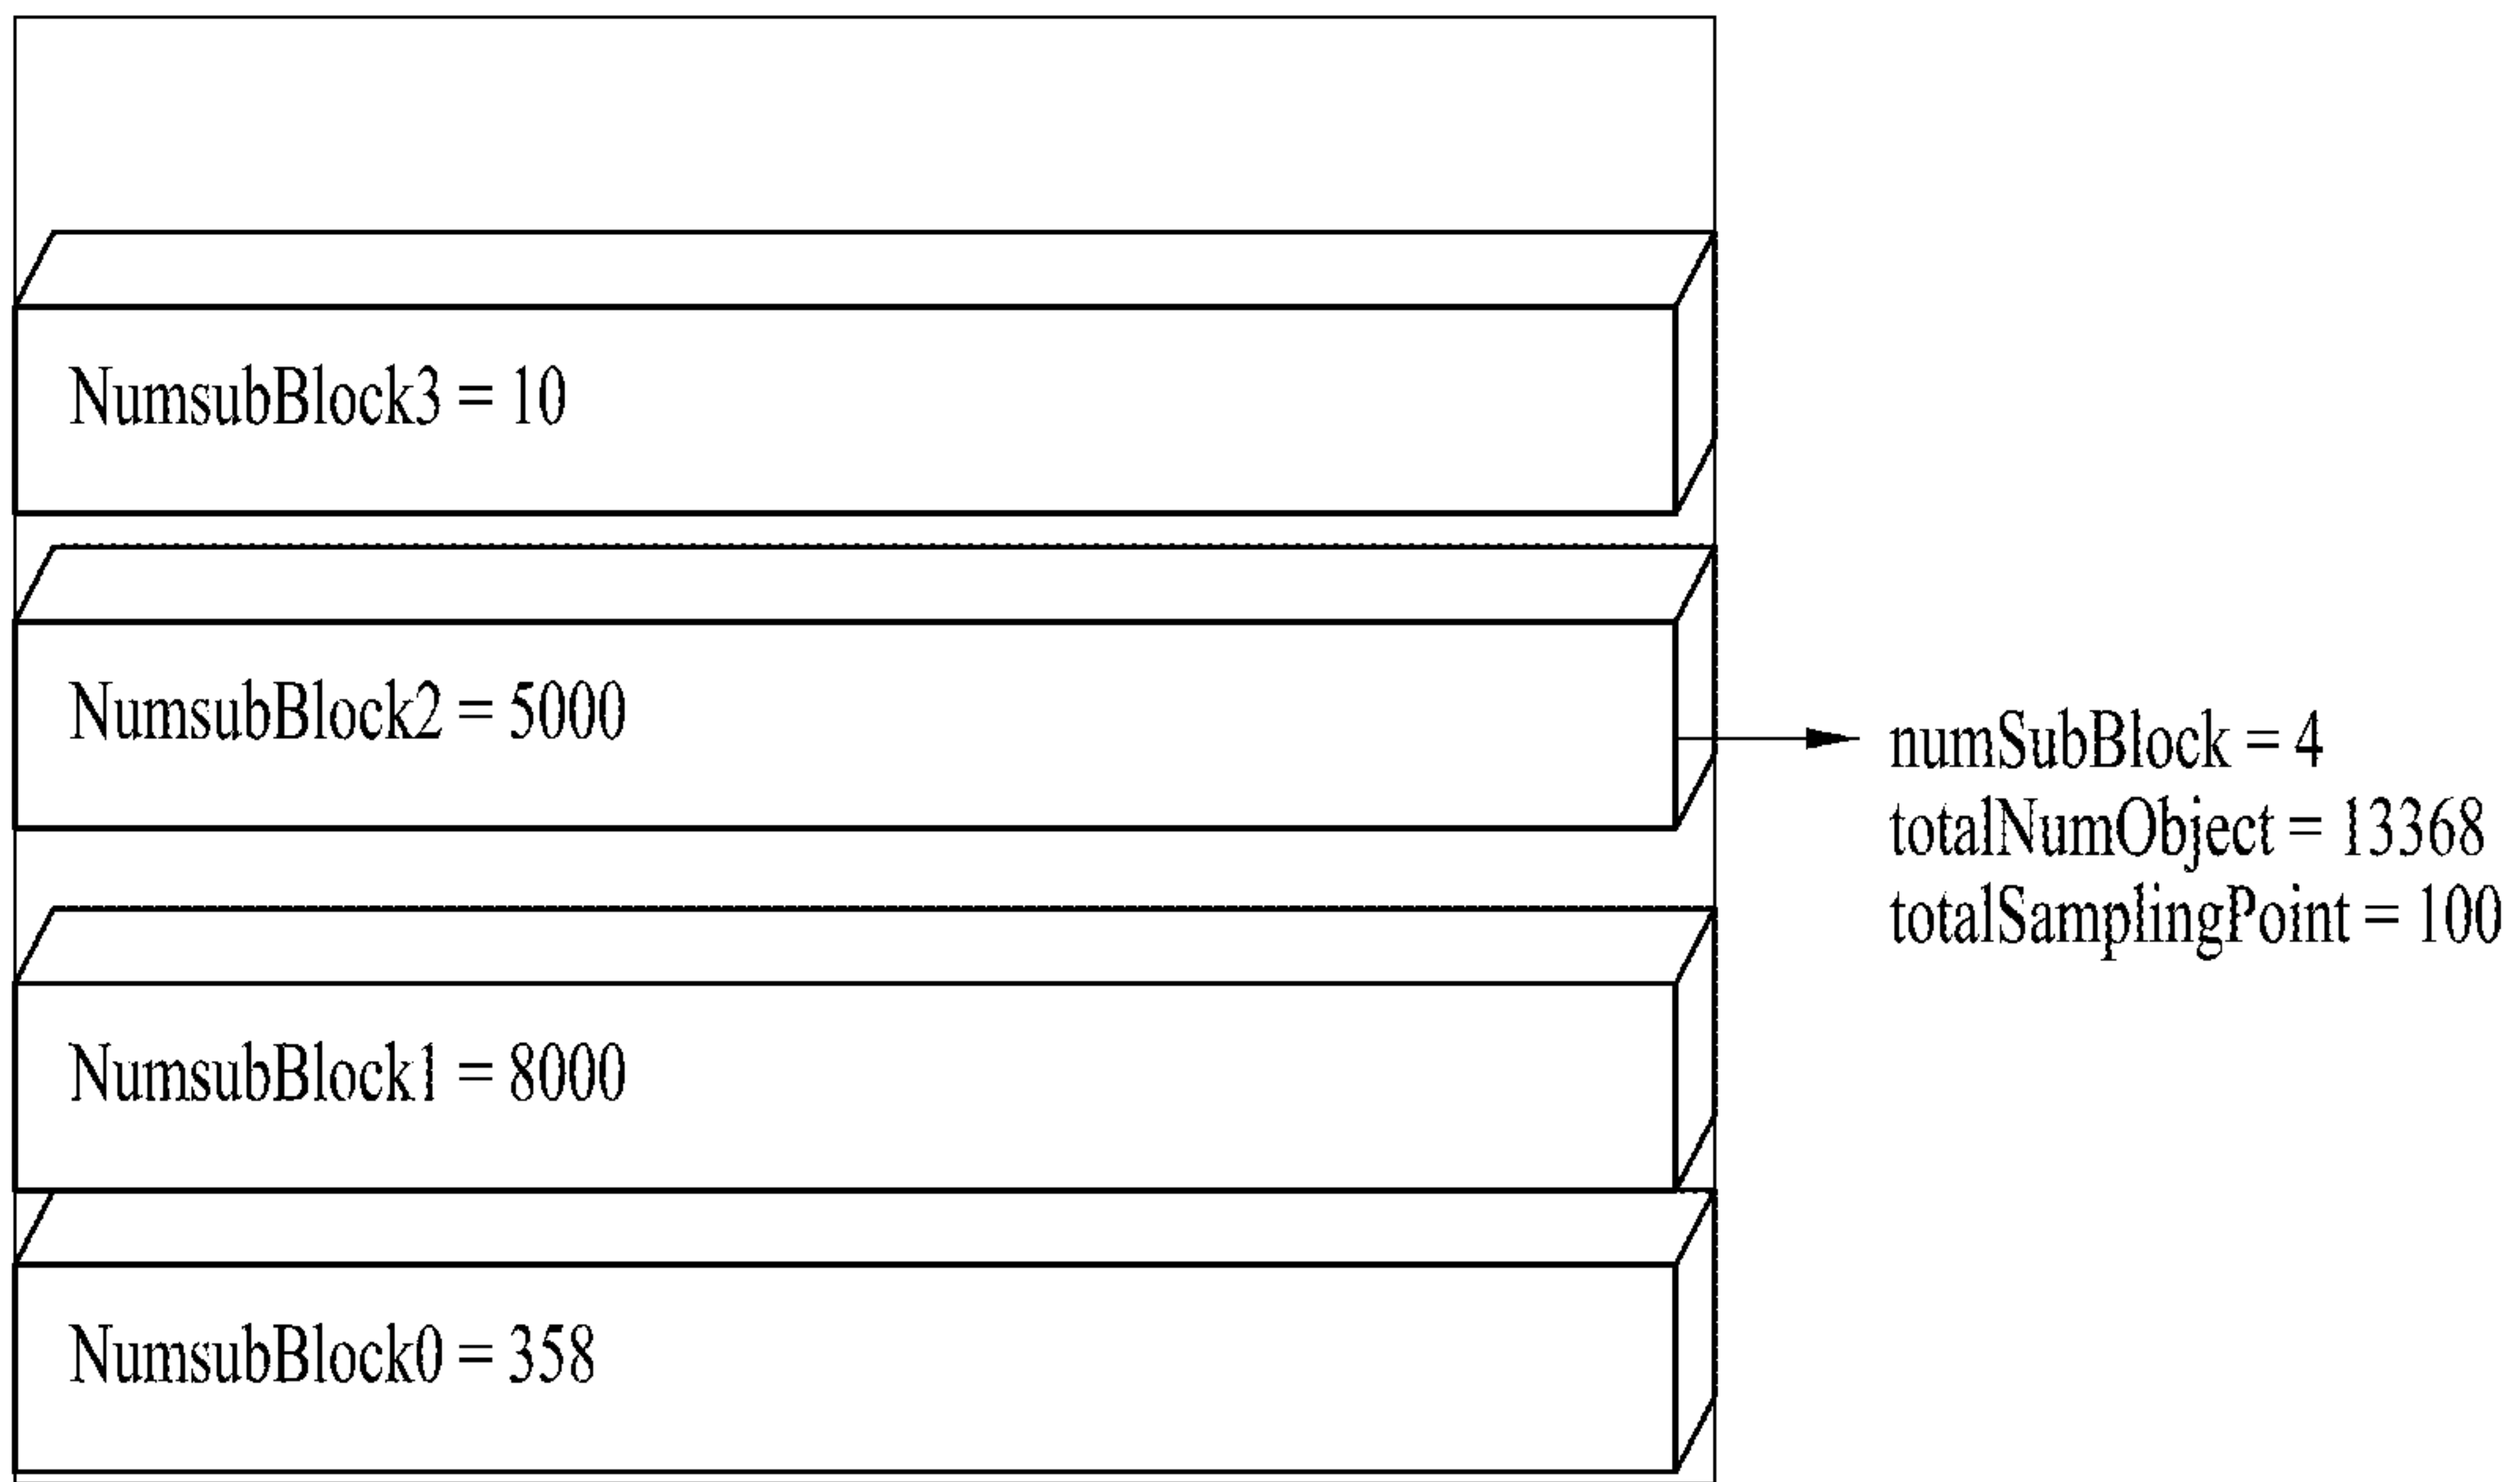 NumsubBlock3 = 10
NumsubBlock2 = 5000
numSubBlock = 4
totalNumObject = 13368
totalSamplingPoint = 100
NumsubBlock1 = 8000
NumsubBlock0 = 358